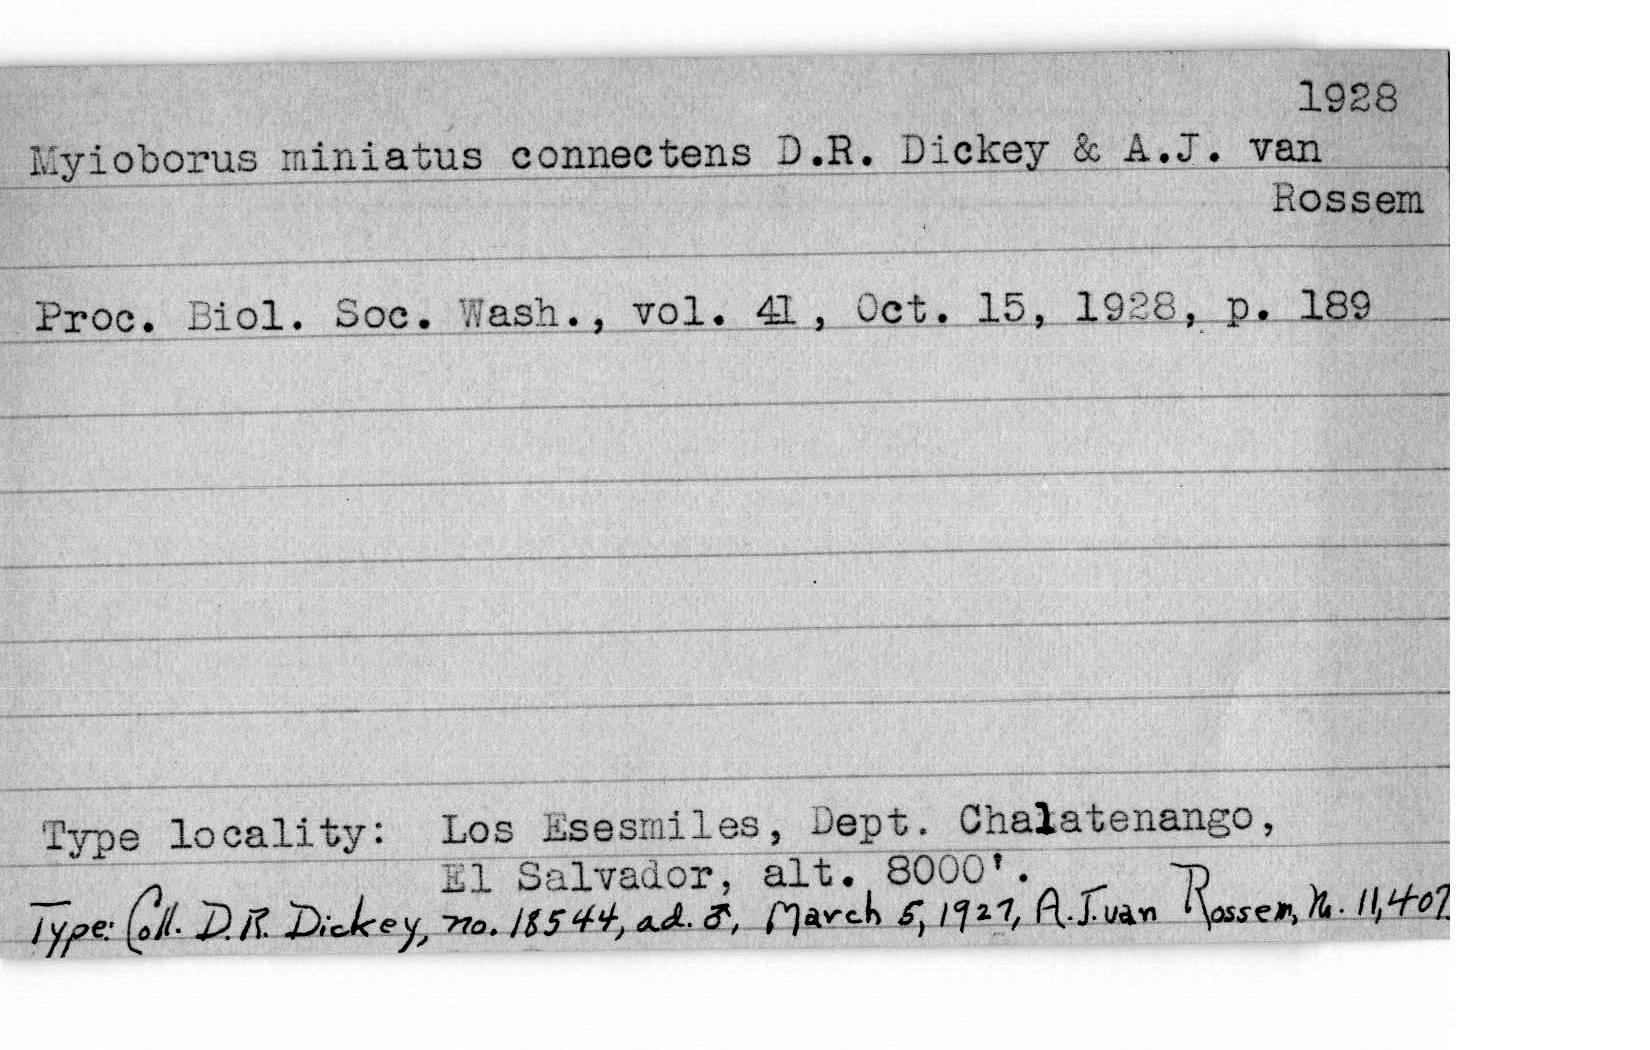 1928
Myioborus miniatus connectens D.R. Dickey & A.J. van
Rossem
Proc. Biol. Soc. Wash., vol. 41, Oct. 15, 1928, p. 189
Type locality: Los Esesmiles, Dept. Chalatenango,
El Salvador, alt. 8000'.
Type: Coll. D.R. Dickey, no. 18544, ad. ♂, March 5, 1927, A.J. van Rossem, no. 11,407.